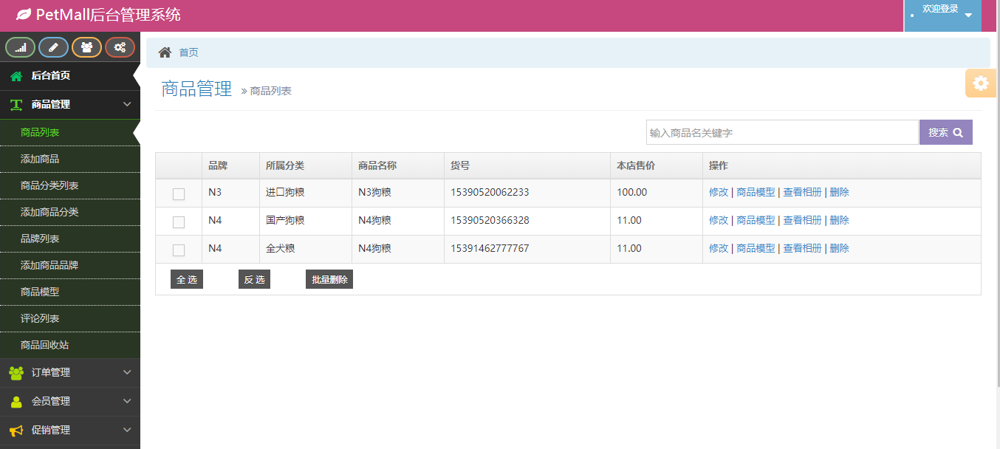 PetMall后台管理系统
欢迎登录
首页
后台首页
商品管理
商品列表
添加商品
商品分类列表
添加商品分类
品牌列表
添加商品品牌
商品模型
评论列表
商品回收站
订单管理
会员管理
促销管理
商品管理 » 商品列表
输入商品名关键字 搜索
品牌 所属分类 商品名称 货号 本店售价 操作
N3 进口狗粮 N3狗粮 15390520062233 100.00 修改 | 商品模型 | 查看相册 | 删除
N4 国产狗粮 N4狗粮 15390520366328 11.00 修改 | 商品模型 | 查看相册 | 删除
N4 全犬粮 N4狗粮 15391462777767 11.00 修改 | 商品模型 | 查看相册 | 删除
全选 反选 批量删除